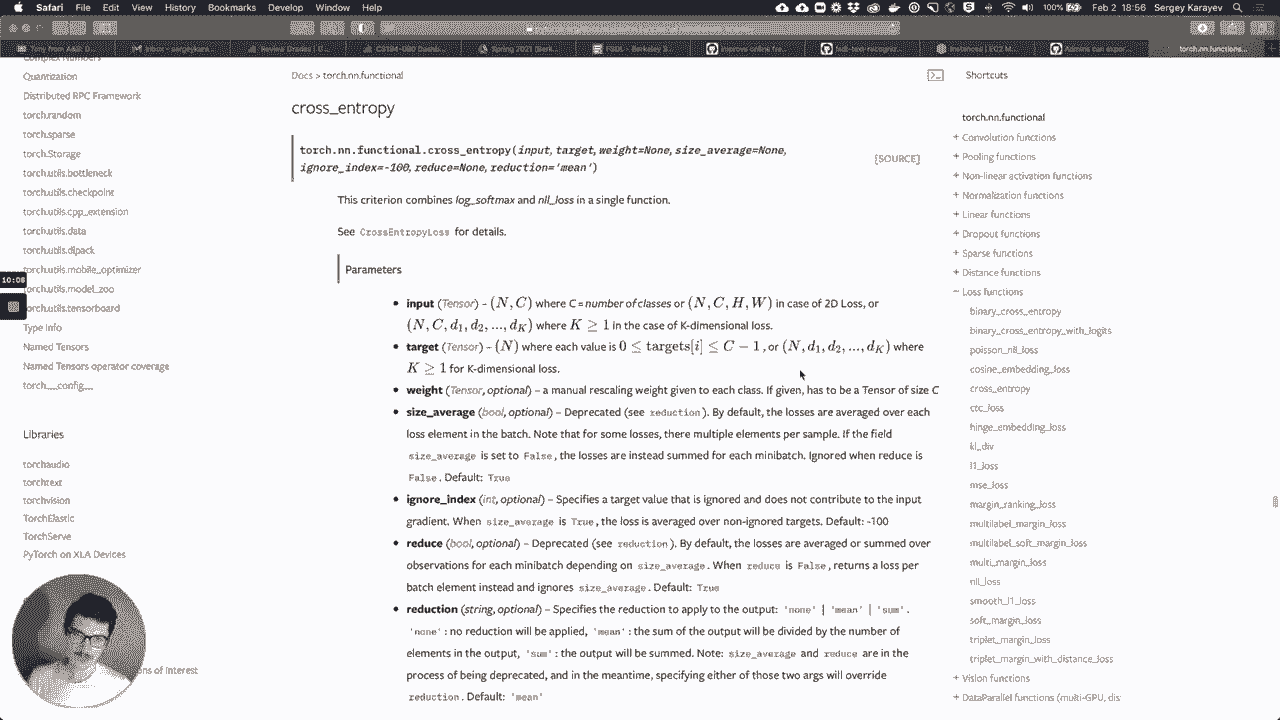 Safari File Edit View History Bookmarks Develop Window Help 100% Feb 2 18:56 Sergey Karayev
torch.nn.functions...
Complex Numbers
Quantization
Distributed RPC Framework
torch.random
torch.sparse
torch.Storage
torch.utils.bottleneck
torch.utils.checkpoint
torch.utils.cpp_extension
torch.utils.data
torch.utils.dlpack
torch.utils.mobile_optimizer
torch.utils.model_zoo
torch.utils.tensorboard
Type Info
Named Tensors
Named Tensors operator coverage
torch.__config__
Libraries
torchaudio
torchtext
torchvision
TorchElastic
TorchServe
PyTorch on XLA Devices
ons of Interest
10:08
Docs > torch.nn.functional
cross_entropy
torch.nn.functional.cross_entropy(input, target, weight=None, size_average=None,
ignore_index=-100, reduce=None, reduction='mean')
[SOURCE]
This criterion combines log_softmax and nll_loss in a single function.
See CrossEntropyLoss for details.
Parameters
• input (Tensor) – (N, C) where C = number of classes or (N, C, H, W) in case of 2D Loss, or
(N, C, d1, d2, ..., dK) where K ≥ 1 in the case of K-dimensional loss.
• target (Tensor) – (N) where each value is 0 ≤ targets[i] ≤ C − 1, or (N, d1, d2, ..., dK) where
K ≥ 1 for K-dimensional loss.
• weight (Tensor, optional) – a manual rescaling weight given to each class. If given, has to be a Tensor of size C
• size_average (bool, optional) – Deprecated (see reduction). By default, the losses are averaged over each
loss element in the batch. Note that for some losses, there multiple elements per sample. If the field
size_average is set to False, the losses are instead summed for each minibatch. Ignored when reduce is
False. Default: True
• ignore_index (int, optional) – Specifies a target value that is ignored and does not contribute to the input
gradient. When size_average is True, the loss is averaged over non-ignored targets. Default: -100
• reduce (bool, optional) – Deprecated (see reduction). By default, the losses are averaged or summed over
observations for each minibatch depending on size_average. When reduce is False, returns a loss per
batch element instead and ignores size_average. Default: True
• reduction (string, optional) – Specifies the reduction to apply to the output: 'none' | 'mean' | 'sum'.
'none': no reduction will be applied, 'mean': the sum of the output will be divided by the number of
elements in the output, 'sum': the output will be summed. Note: size_average and reduce are in the
process of being deprecated, and in the meantime, specifying either of those two args will override
reduction. Default: 'mean'
Shortcuts
torch.nn.functional
+ Convolution functions
+ Pooling functions
+ Non-linear activation functions
+ Normalization functions
+ Linear functions
+ Dropout functions
+ Sparse functions
+ Distance functions
− Loss functions
binary_cross_entropy
binary_cross_entropy_with_logits
poisson_nll_loss
cosine_embedding_loss
cross_entropy
ctc_loss
hinge_embedding_loss
kl_div
l1_loss
mse_loss
margin_ranking_loss
multilabel_margin_loss
multilabel_soft_margin_loss
multi_margin_loss
nll_loss
smooth_l1_loss
soft_margin_loss
triplet_margin_loss
triplet_margin_with_distance_loss
+ Vision functions
+ DataParallel functions (multi-GPU, dis